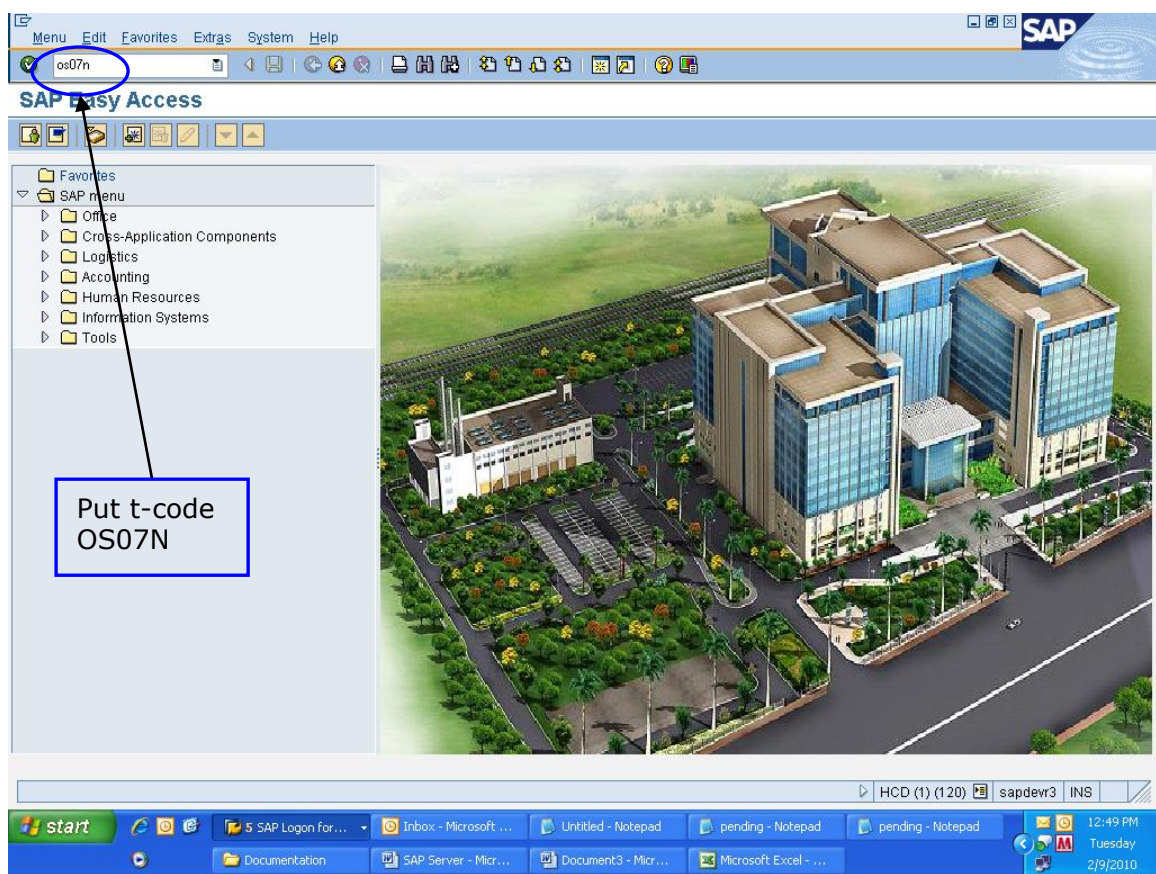 Menu Edit Favorites Extras System Help
SAP
os07n
SAP Easy Access
Favorites
SAP menu
Office
Cross-Application Components
Logistics
Accounting
Human Resources
Information Systems
Tools
Put t-code
OS07N
HCD (1) (120) sapdevr3 INS
start 5 SAP Logon for... Inbox - Microsoft ... Untitled - Notepad pending - Notepad pending - Notepad 12:49 PM
M Tuesday
Documentation SAP Server - Micr... Document3 - Micr... Microsoft Excel - ... 2/9/2010